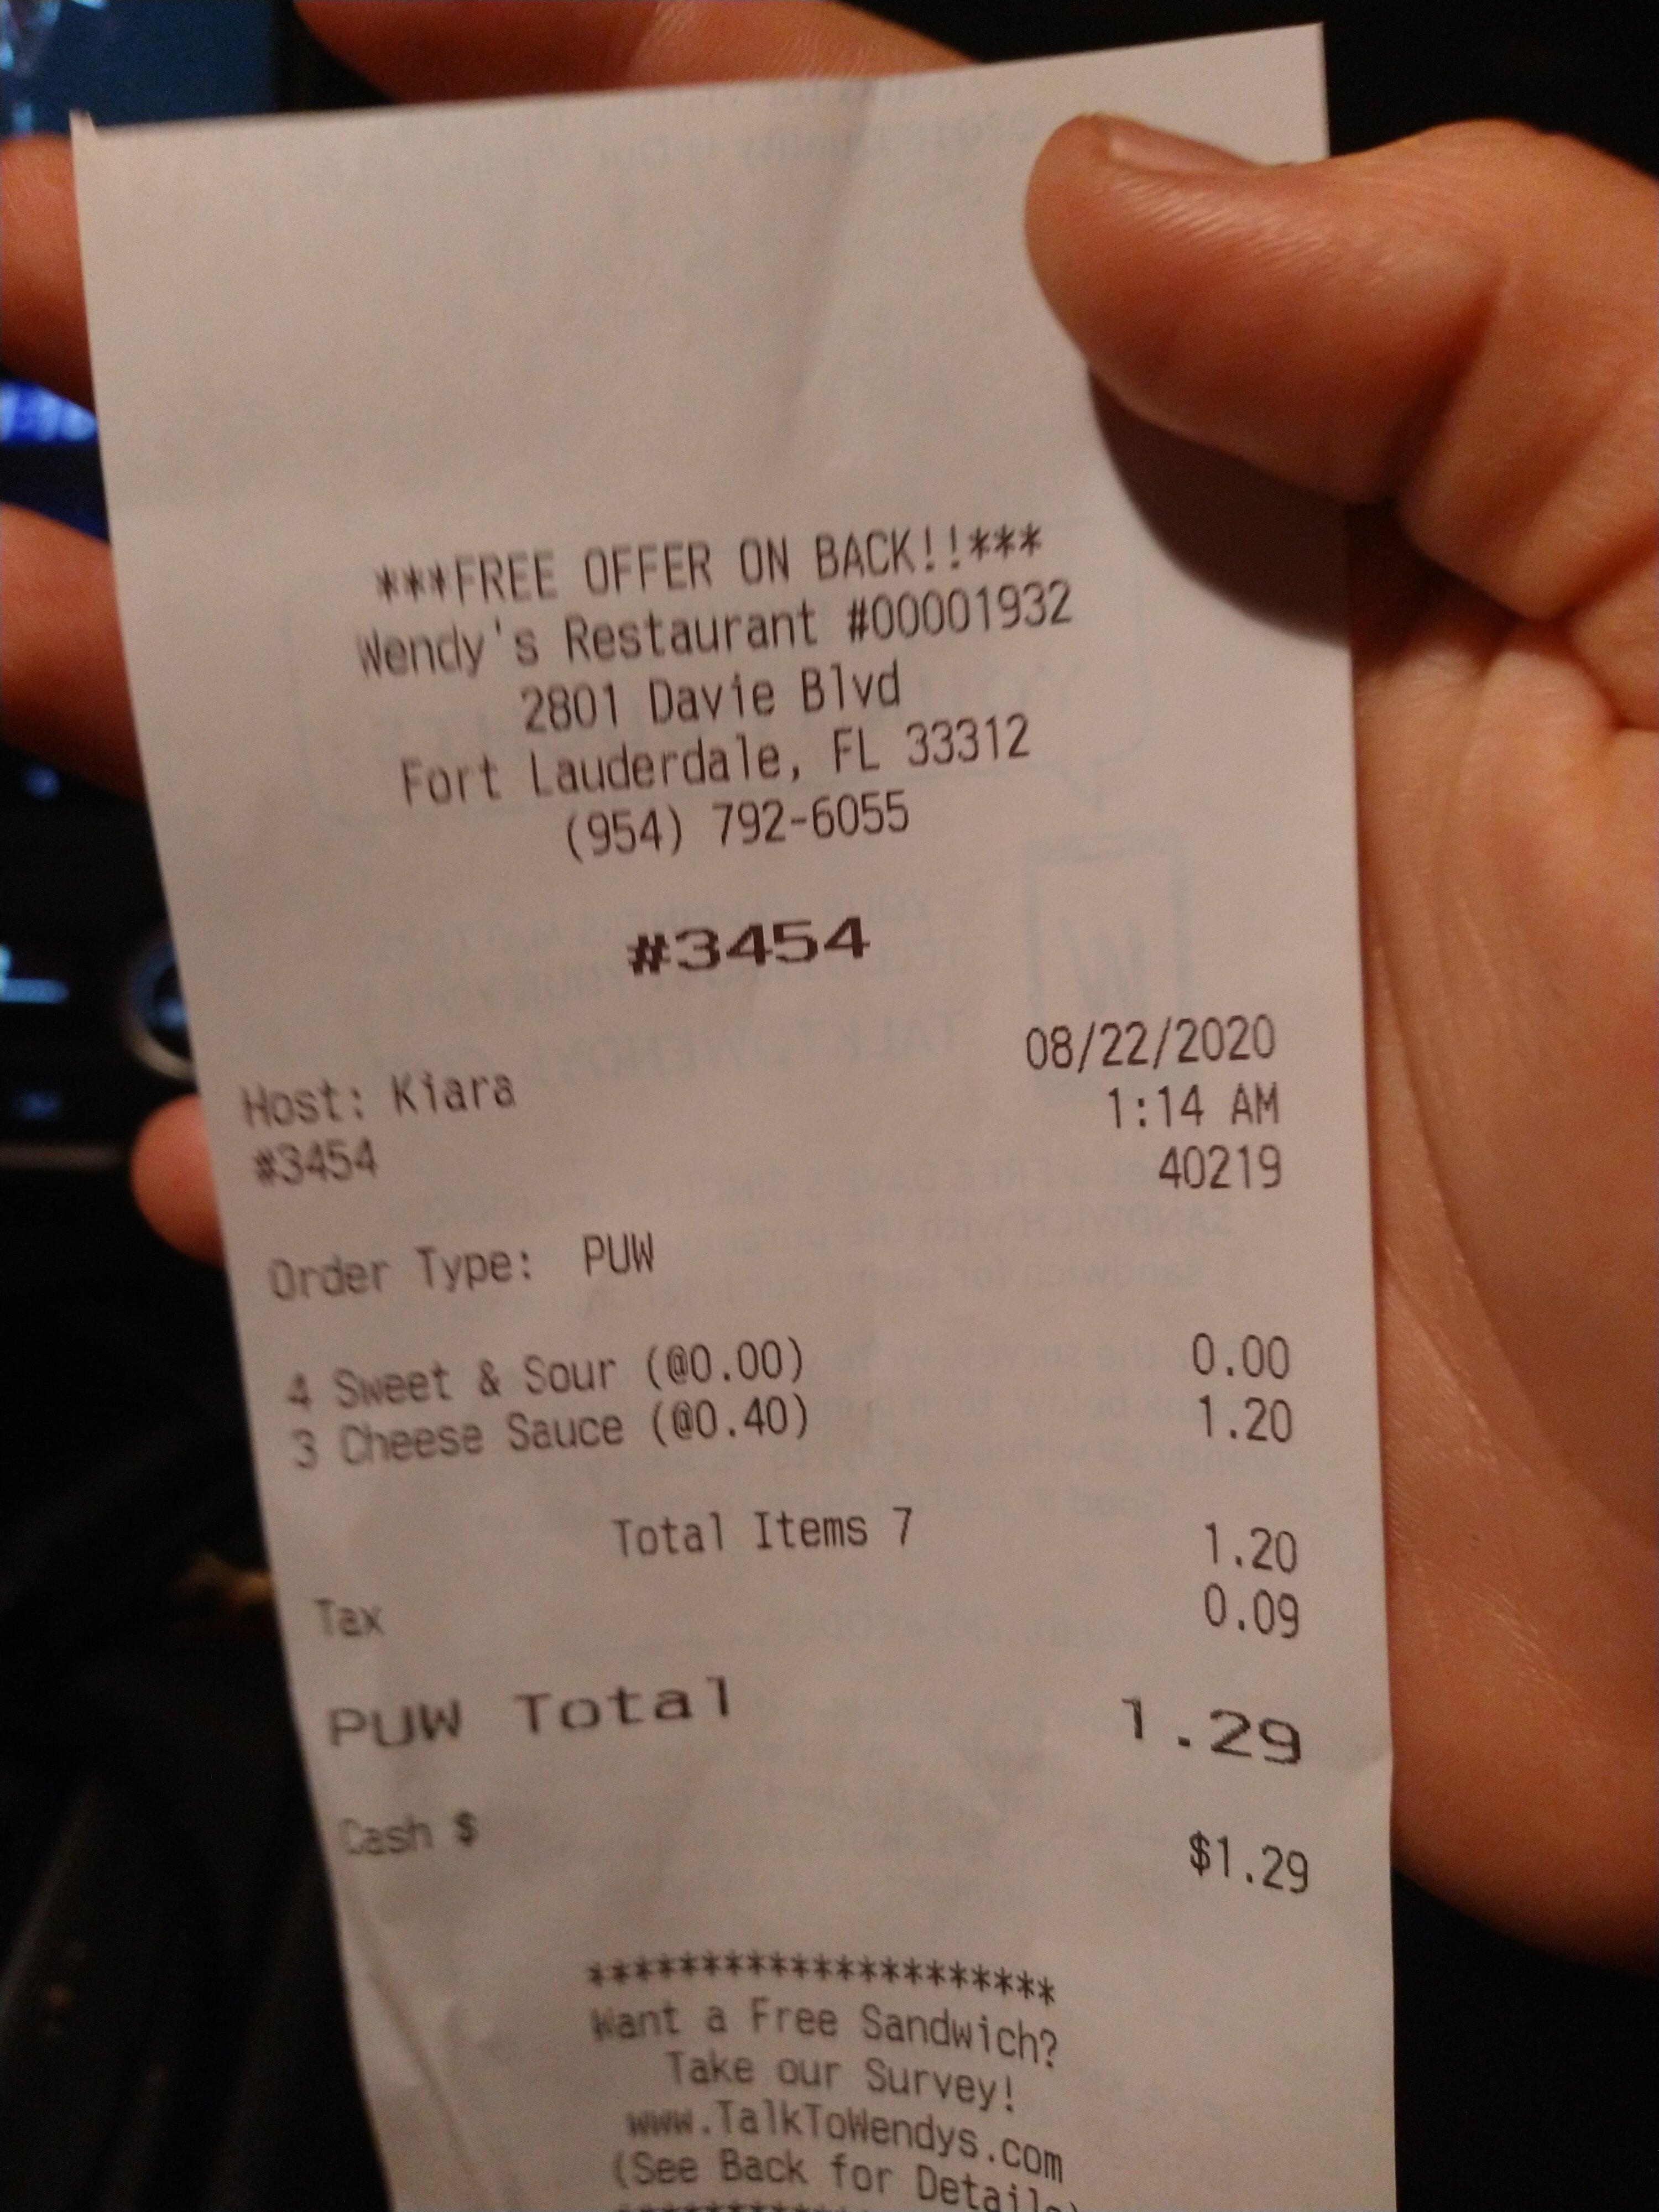 ***FREE OFFER ON BACK!!***
Wendy's Restaurant #00001932
2801 Davie Blvd
Fort Lauderdale, FL 33312
(954) 792-6055
#3454
08/22/2020
Host: Kiara 1:14 AM
#3454 40219
Order Type: PUW
4 Sweet & Sour (@0.00) 0.00
3 Cheese Sauce (@0.40) 1.20
Total Items 7 1.20
Tax 0.09
PUW Total 1.29
Cash $ $1.29
********************
Want a Free Sandwich?
Take our Survey!
www.TalkToWendys.com
(See Back for Details)